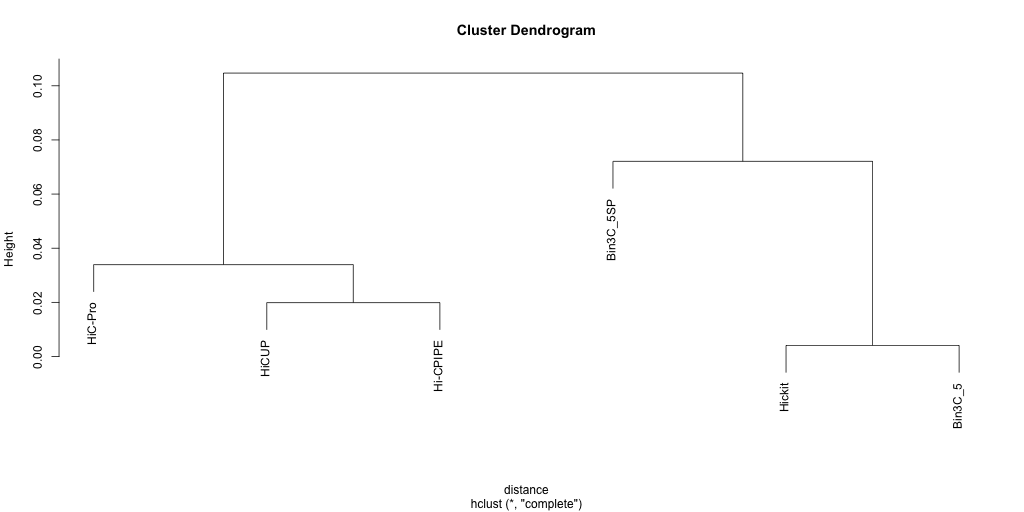 Cluster Dendrogram
Height
0.10
0.08
0.06
0.04
0.02
0.00
HiC-Pro
HiCUP
Hi-CPIPE
Bin3C_5SP
Hickit
Bin3C_5
distance
hclust (*, "complete")